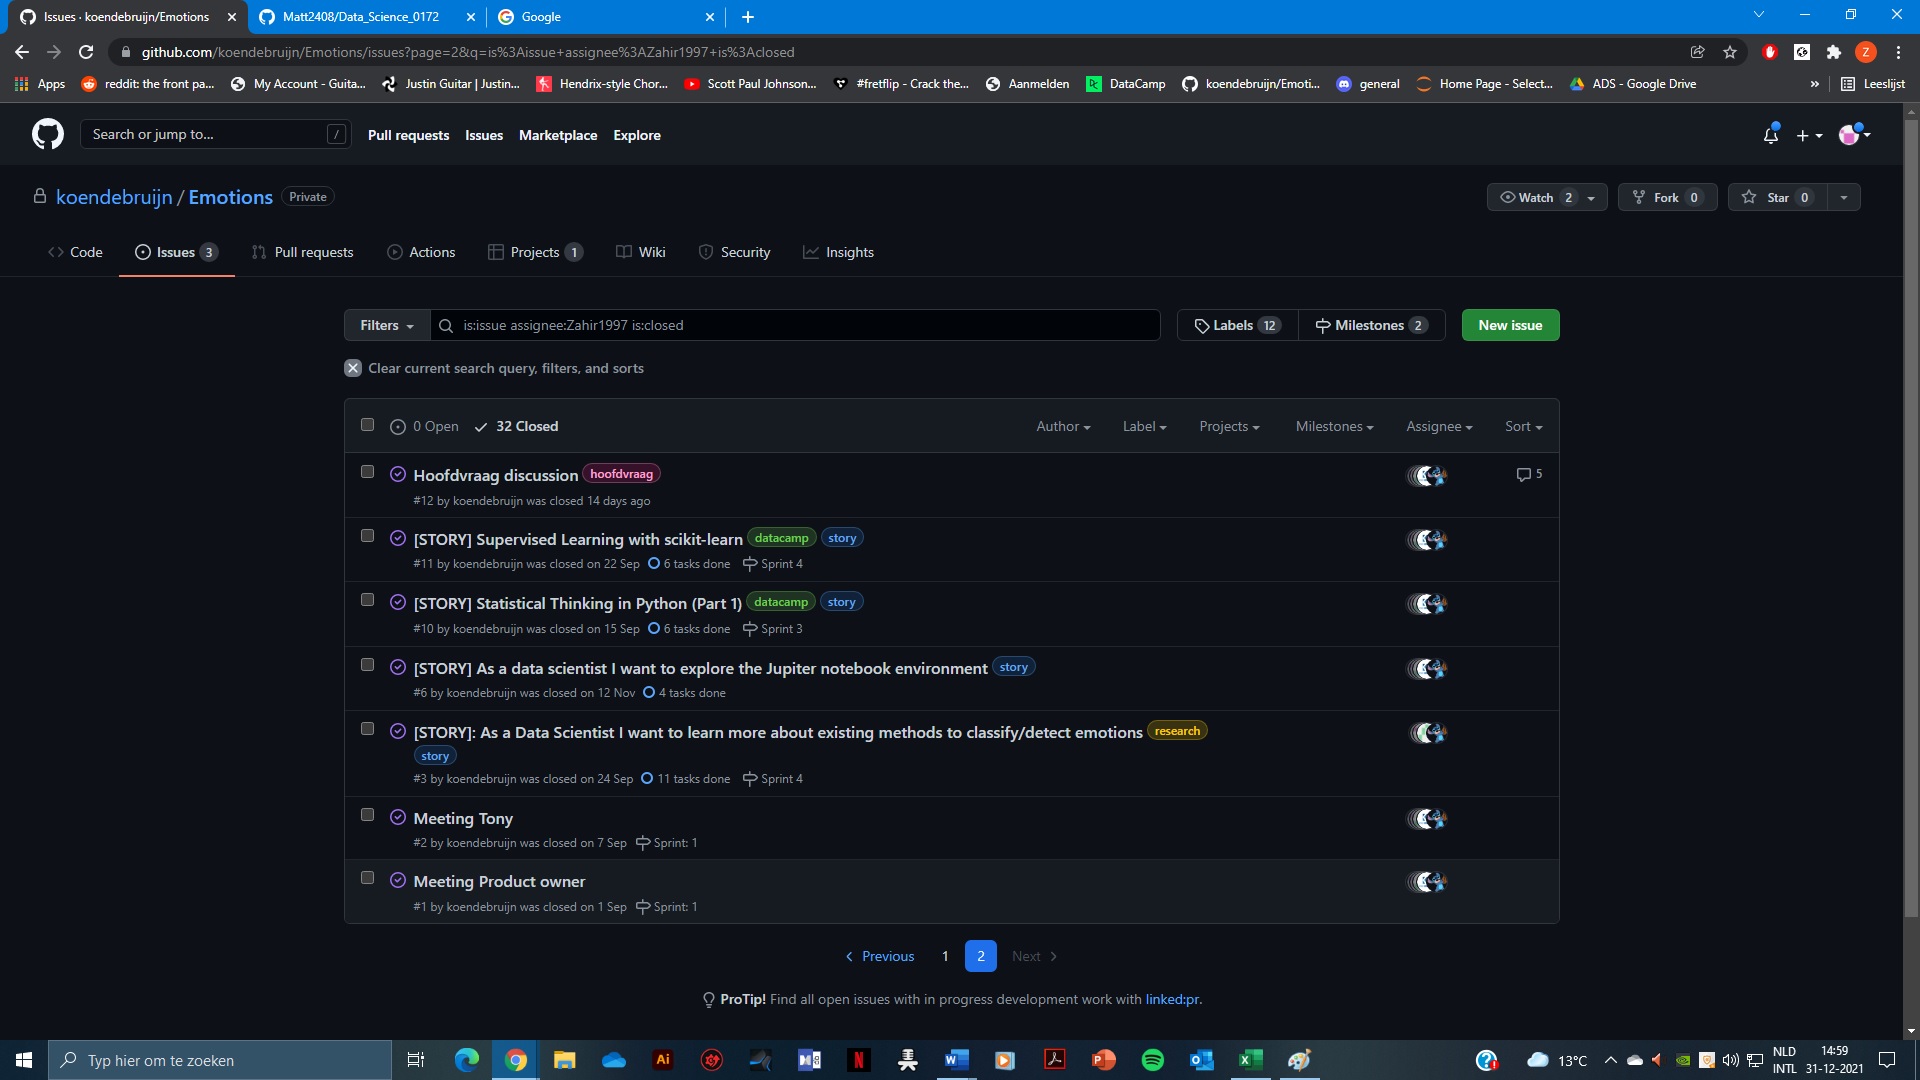 Issues · koendebruijn/Emotions
Matt2408/Data_Science_0172
Google
github.com/koendebruijn/Emotions/issues?page=2&q=is%3Aissue+assignee%3AZahir1997+is%3Aclosed
Z
Apps
reddit: the front pa...
My Account - Guita...
Justin Guitar | Justin...
Hendrix-style Chor...
Scott Paul Johnson...
#fretflip - Crack the...
Aanmelden
DataCamp
koendebruijn/Emoti...
general
Home Page - Select...
ADS - Google Drive
»
Leeslijst
Search or jump to... /
Pull requests
Issues
Marketplace
Explore
koendebruijn / Emotions Private
Watch 2
Fork 0
Star 0
Code
Issues 3
Pull requests
Actions
Projects 1
Wiki
Security
Insights
Filters
is:issue assignee:Zahir1997 is:closed
Labels 12
Milestones 2
New issue
Clear current search query, filters, and sorts
0 Open
32 Closed
Author
Label
Projects
Milestones
Assignee
Sort
Hoofdvraag discussion hoofdvraag
5
#12 by koendebruijn was closed 14 days ago
[STORY] Supervised Learning with scikit-learn datacamp story
#11 by koendebruijn was closed on 22 Sep 6 tasks done Sprint 4
[STORY] Statistical Thinking in Python (Part 1) datacamp story
#10 by koendebruijn was closed on 15 Sep 6 tasks done Sprint 3
[STORY] As a data scientist I want to explore the Jupiter notebook environment story
#6 by koendebruijn was closed on 12 Nov 4 tasks done
[STORY]: As a Data Scientist I want to learn more about existing methods to classify/detect emotions research
story
#3 by koendebruijn was closed on 24 Sep 11 tasks done Sprint 4
Meeting Tony
#2 by koendebruijn was closed on 7 Sep Sprint: 1
Meeting Product owner
#1 by koendebruijn was closed on 1 Sep Sprint: 1
Previous 1 2 Next
ProTip! Find all open issues with in progress development work with linked:pr.
Typ hier om te zoeken
Ai
13°C
NLD
INTL
14:59
31-12-2021